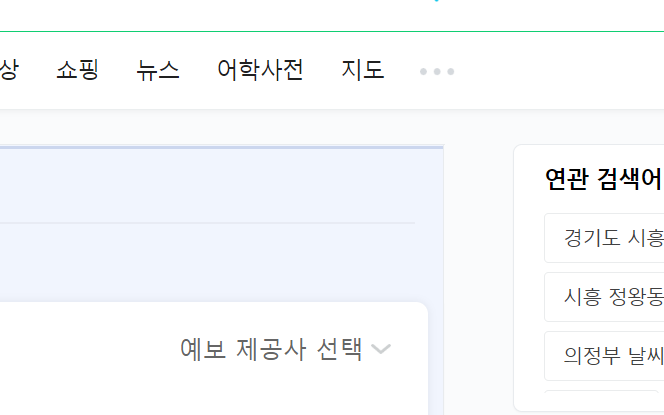 상 쇼핑 뉴스 어학사전 지도
예보 제공사 선택
연관 검색어
경기도 시흥
시흥 정왕동
의정부 날씨